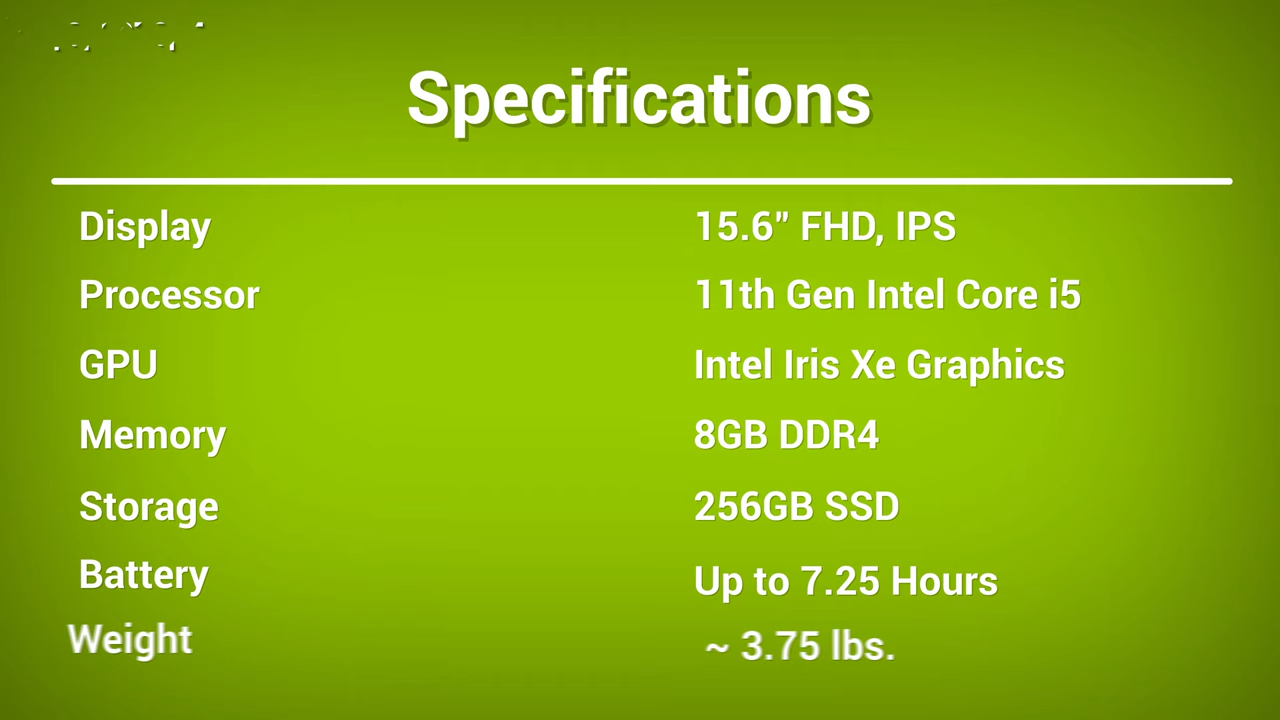 Specifications
Display 15.6” FHD, IPS
Processor 11th Gen Intel Core i5
GPU Intel Iris Xe Graphics
Memory 8GB DDR4
Storage 256GB SSD
Battery Up to 7.25 Hours
Weight ~ 3.75 lbs.